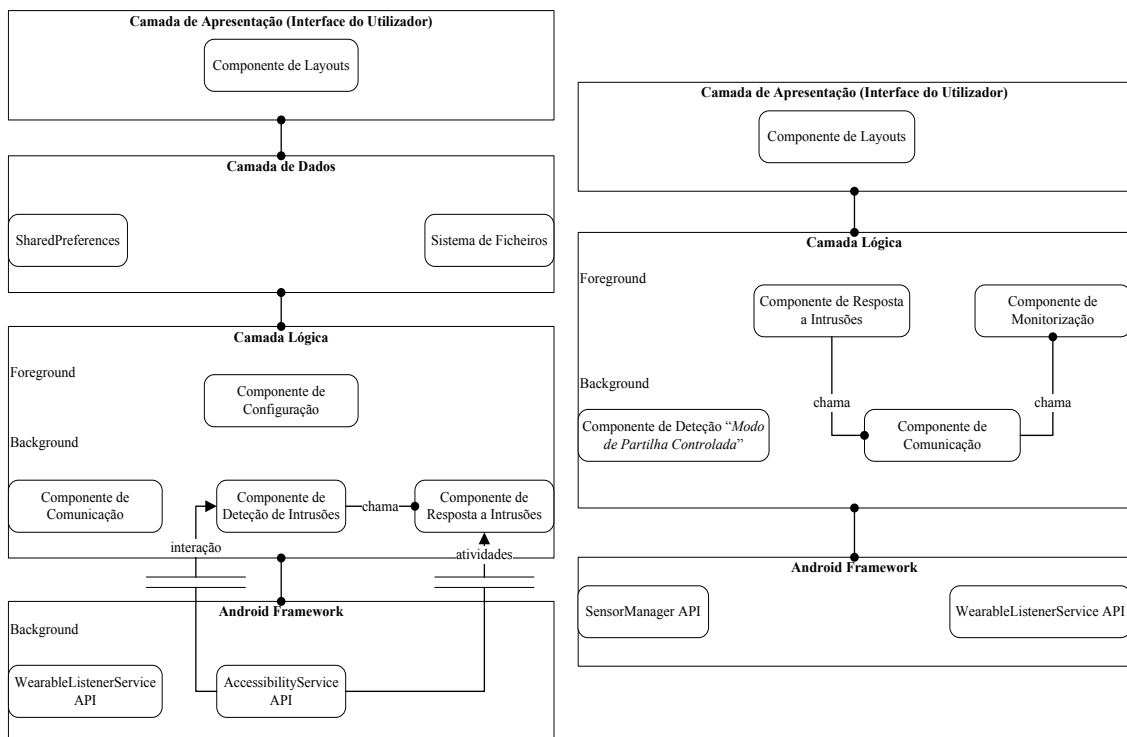 Camada de Apresentação (Interface do Utilizador)
Componente de Layouts
Camada de Dados
SharedPreferences
Sistema de Ficheiros
Camada Lógica
Foreground
Componente de
Configuração
Background
Componente de
Comunicação
Componente de
Deteção de Intrusões
chama
Componente de
Resposta a Intrusões
interação
atividades
Android Framework
Background
WearableListenerService
API
AccessibilityService
API
Camada de Apresentação (Interface do Utilizador)
Componente de Layouts
Camada Lógica
Foreground
Componente de Resposta
a Intrusões
Componente de
Monitorização
Background
chama
chama
Componente de Deteção “Modo
de Partilha Controlada”
Componente de
Comunicação
Android Framework
SensorManager API
WearableListenerService API